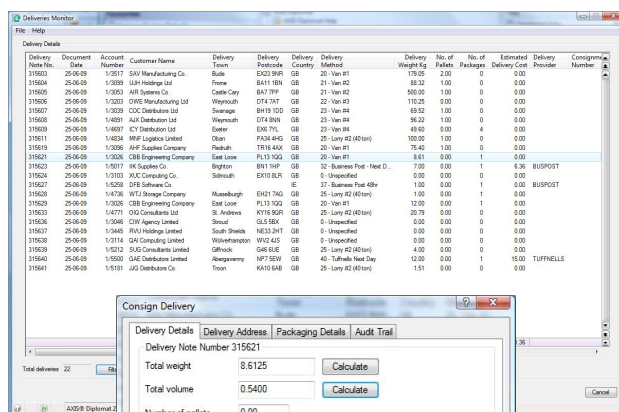 Deliveries Monitor
File Help
Delivery Details
Delivery Note No. Document Date Account Number Customer Name Delivery Town Delivery Postcode Delivery Country Delivery Method Delivery Weight Kg No. of Pallets No. of Packages Estimated Delivery Cost Delivery Provider Consignme Number
315603 25-06-09 1/3517 SAV Manufacturing Co. Bude EX23 9NR GB 20 - Van #1 179.05 2.00 0 0.00
315604 25-06-09 1/3099 UJH Holdings Ltd Frome BA11 1BN GB 20 - Van #1 88.32 1.00 0 0.00
315605 25-06-09 1/3053 AIR Systems Co. Castle Cary BA7 7PP GB 21 - Van #2 500.00 1.00 0 0.00
315606 25-06-09 1/3203 OWE Manufacturing Ltd Weymouth DT4 7AT GB 22 - Van #3 110.25 0.00 0 0.00
315607 25-06-09 1/3039 COC Distributors Ltd Swanage BH19 1DD GB 23 - Van #4 69.52 1.00 0 0.00
315608 25-06-09 1/4891 AJX Distribution Ltd Weymouth DT4 8NN GB 23 - Van #4 96.22 1.00 0 0.00
315609 25-06-09 1/4697 ICY Distribution Ltd Exeter EX6 7YL GB 23 - Van #4 49.60 0.00 4 0.00
315611 25-06-09 1/4834 MNF Logistics Limited Oban PA34 4HG GB 25 - Lorry #2 (40 ton) 100.00 1.00 0 0.00
315619 25-06-09 1/3096 AHF Supplies Company Redruth TR16 4AX GB 20 - Van #1 75.40 1.00 0 0.00
315621 25-06-09 1/3026 CBB Engineering Company East Looe PL13 1QQ GB 20 - Van #1 8.61 0.00 1 0.00
315623 25-06-09 1/5017 IIK Supplies Co. Brighton BN1 1HP GB 32 - Business Post - Next D... 7.00 0.00 1 6.36 BUSPOST
315624 25-06-09 1/3103 XUC Computing Co. Sidmouth EX10 8LR GB 0 - Unspecified 0.00 0.00 0 0.00
315627 25-06-09 1/5258 DFB Software Co. IE 37 - Business Post 48hr 1.00 0.00 1 0.00 BUSPOST
315628 25-06-09 1/4736 WTJ Storage Company Musselburgh EH21 7AG GB 25 - Lorry #2 (40 ton) 1.00 0.00 1 0.00
315629 25-06-09 1/3026 CBB Engineering Company East Looe PL13 1QQ GB 20 - Van #1 12.00 0.00 1 0.00
315633 25-06-09 1/4771 OIQ Consultants Ltd St. Andrews KY16 9GR GB 25 - Lorry #2 (40 ton) 20.79 0.00 0 0.00
315636 25-06-09 1/3046 CIW Agency Limited Stroud GL5 5BX GB 0 - Unspecified 0.00 0.00 0 0.00
315637 25-06-09 1/3445 RVU Holdings Limited South Shields NE33 2HT GB 0 - Unspecified 0.00 0.00 0 0.00
315638 25-06-09 1/3114 QAI Computing Limited Wolverhampton WV2 4JS GB 0 - Unspecified 0.00 0.00 0 0.00
315639 25-06-09 1/5212 SUG Consultants Limited Giffnock G46 6UE GB 25 - Lorry #2 (40 ton) 4.00 0.00 0 0.00
315640 25-06-09 1/5500 GAE Distributors Limited Abergavenny NP7 5EW GB 40 - Tuffnells Next Day 12.00 0.00 1 15.00 TUFFNELLS
315641 25-06-09 1/5181 JJG Distributors Co. Troon KA10 6AB GB 25 - Lorry #2 (40 ton) 1.51 0.00 0 0.00
Total deliveries 22
Cancel
Consign Delivery
Delivery Details Delivery Address Packaging Details Audit Trail
Delivery Note Number 315621
Total weight 8.6125 Calculate
Total volume 0.5400 Calculate
Number of pallets 0.00
AXIS® Diplomat 2